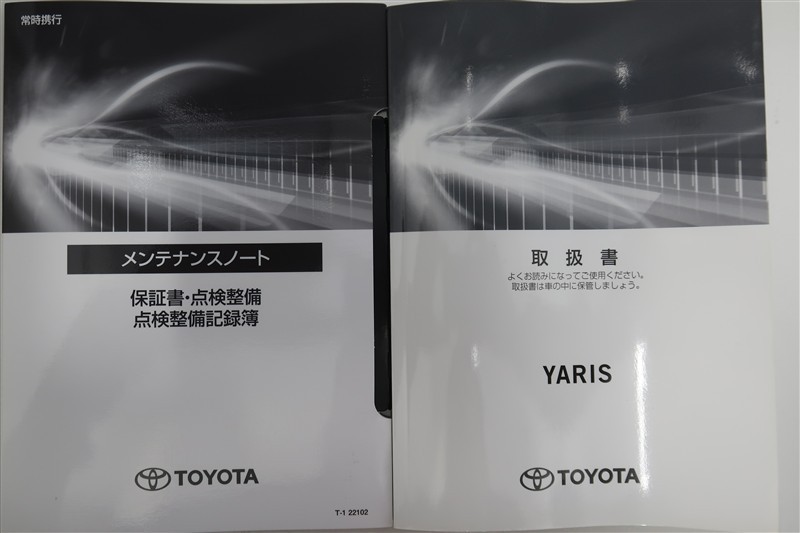 常時携行
メンテナンスノート
保証書・点検整備
点検整備記録簿
TOYOTA
T-1 22102
取扱書
よくお読みになってご使用ください。
取扱書は車の中に保管しましょう。
YARIS
TOYOTA